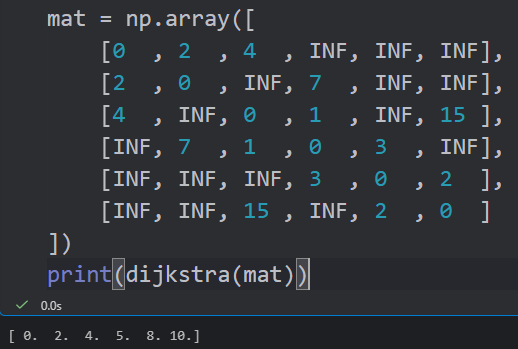 mat = np.array([
    [0  , 2  , 4  , INF, INF, INF],
    [2  , 0  , INF, 7  , INF, INF],
    [4  , INF, 0  , 1  , INF, 15 ],
    [INF, 7  , 1  , 0  , 3  , INF],
    [INF, INF, INF, 3  , 0  , 2  ],
    [INF, INF, 15 , INF, 2  , 0  ]
])
print(dijkstra(mat))
0.0s
[ 0.  2.  4.  5.  8. 10.]